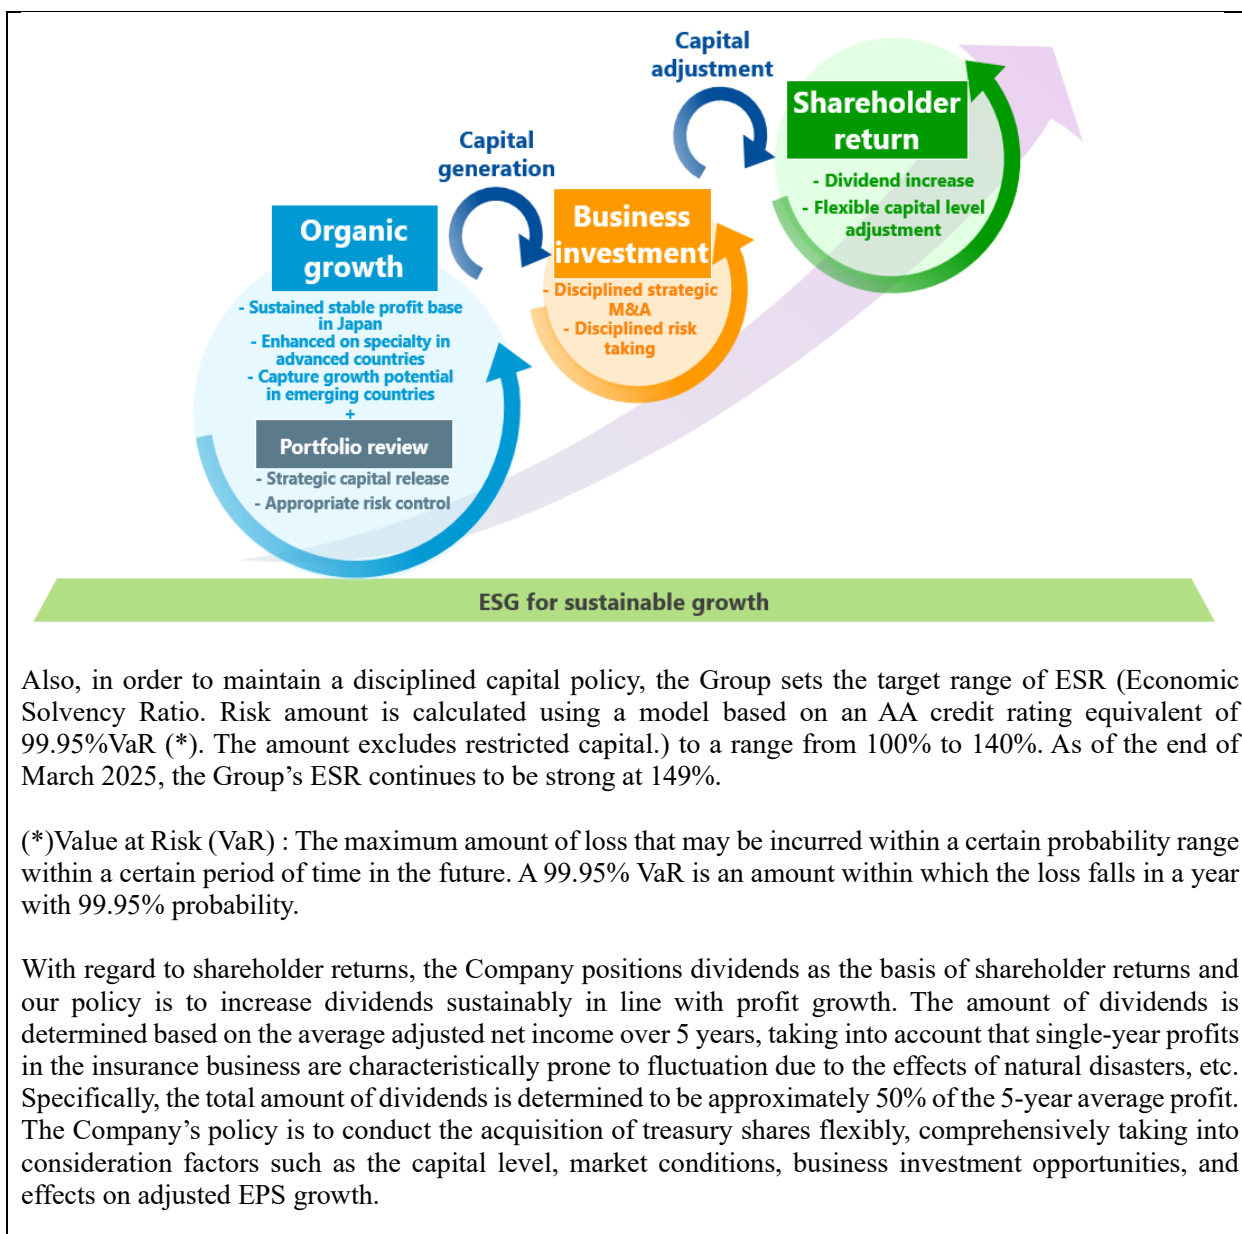 Capital
adjustment
Shareholder
return
- Dividend increase
- Flexible capital level
adjustment
Capital
generation
Business
investment
- Disciplined strategic
M&A
- Disciplined risk
taking
Organic
growth
- Sustained stable profit base
in Japan
- Enhanced on specialty in
advanced countries
- Capture growth potential
in emerging countries
+
Portfolio review
- Strategic capital release
- Appropriate risk control
ESG for sustainable growth
Also, in order to maintain a disciplined capital policy, the Group sets the target range of ESR (Economic
Solvency Ratio. Risk amount is calculated using a model based on an AA credit rating equivalent of
99.95%VaR (*). The amount excludes restricted capital.) to a range from 100% to 140%. As of the end of
March 2025, the Group’s ESR continues to be strong at 149%.
(*)Value at Risk (VaR) : The maximum amount of loss that may be incurred within a certain probability range
within a certain period of time in the future. A 99.95% VaR is an amount within which the loss falls in a year
with 99.95% probability.
With regard to shareholder returns, the Company positions dividends as the basis of shareholder returns and
our policy is to increase dividends sustainably in line with profit growth. The amount of dividends is
determined based on the average adjusted net income over 5 years, taking into account that single-year profits
in the insurance business are characteristically prone to fluctuation due to the effects of natural disasters, etc.
Specifically, the total amount of dividends is determined to be approximately 50% of the 5-year average profit.
The Company’s policy is to conduct the acquisition of treasury shares flexibly, comprehensively taking into
consideration factors such as the capital level, market conditions, business investment opportunities, and
effects on adjusted EPS growth.